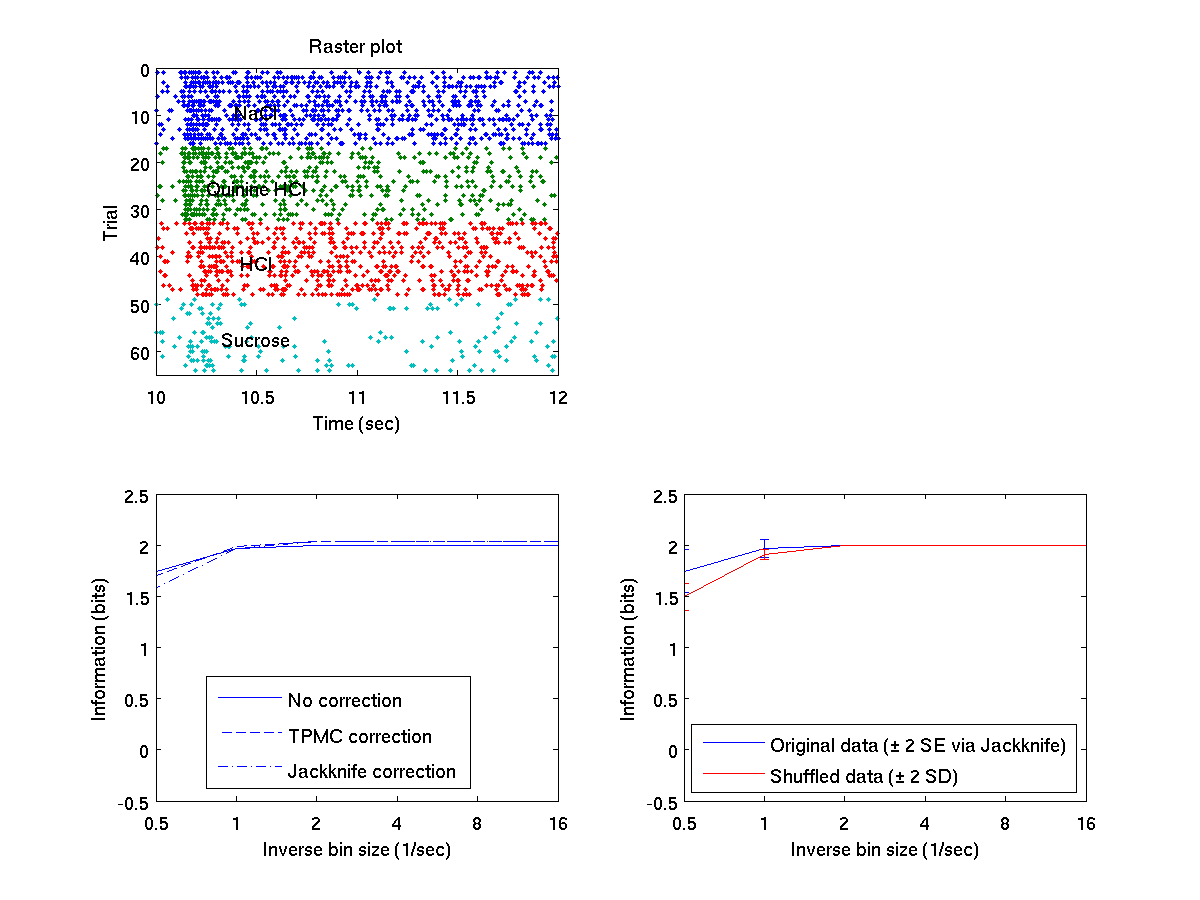 Raster plot
0
10
20
30
40
50
60
Trial
NaCl
Quinine HCl
HCl
Sucrose
10
10.5
11
11.5
12
Time (sec)
2.5
2
1.5
1
0.5
0
-0.5
Information (bits)
No correction
TPMC correction
Jackknife correction
0.5
1
2
4
8
16
Inverse bin size (1/sec)
2.5
2
1.5
1
0.5
0
-0.5
Information (bits)
Original data (± 2 SE via Jackknife)
Shuffled data (± 2 SD)
0.5
1
2
4
8
16
Inverse bin size (1/sec)